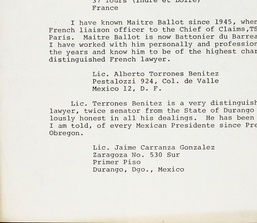 37 Tours (Indre et Loire)
France
I have known Maitre Ballot since 1945, when
French liaison officer to the Chief of Claims,
Paris. Maitre Ballot is now Battonier du Barrea
I have worked with him personally and profession
the years and know him to be of the highest char
distinguished French lawyer.
Lic. Alberto Torrones Benitez
Pestalozzi 924, Col. de Valle
Mexico 12, D. F.
Lic. Terrones Benitez is a very distinguish
lawyer, twice senator from the State of Durango
lously honest in all his dealings. He has been
I am told, of every Mexican President since Pre
Obregon.
Lic. Jaime Carranza Gonzalez
Zaragoza No. 530 Sur
Primer Piso
Durango, Dgo., Mexico